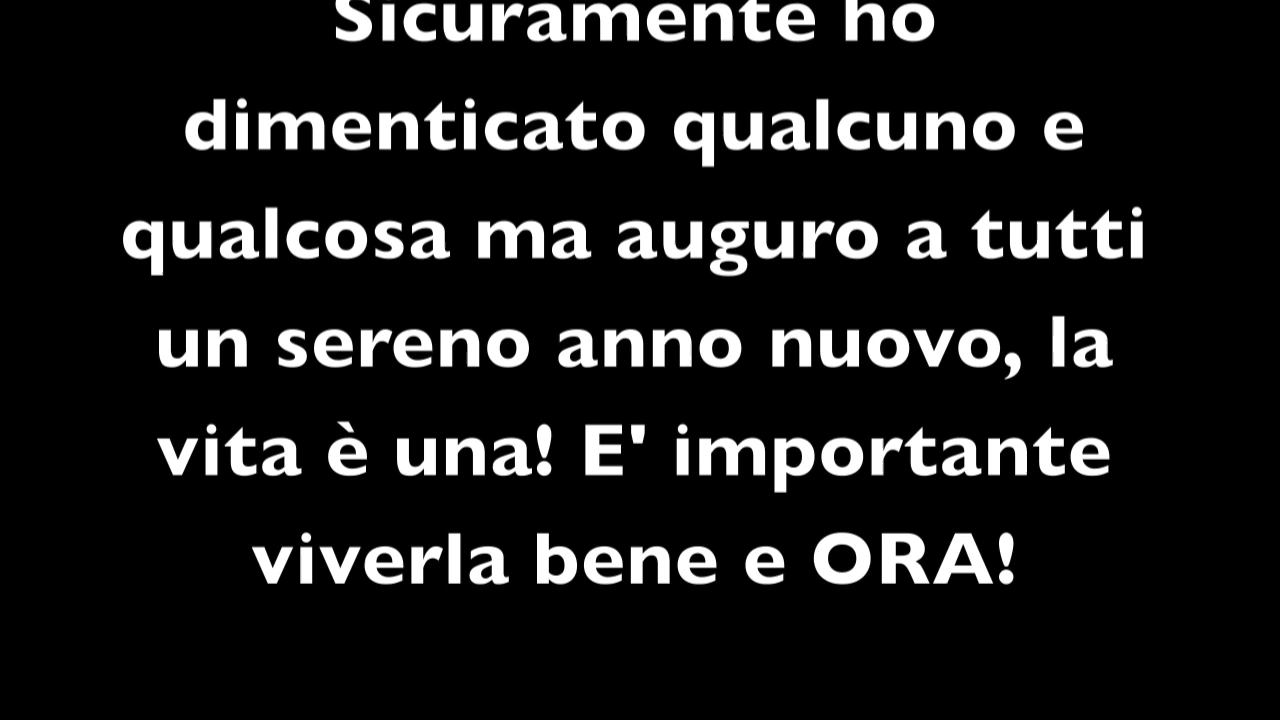 Sicuramente ho
dimenticato qualcuno e
qualcosa ma auguro a tutti
un sereno anno nuovo, la
vita è una! E' importante
viverla bene e ORA!